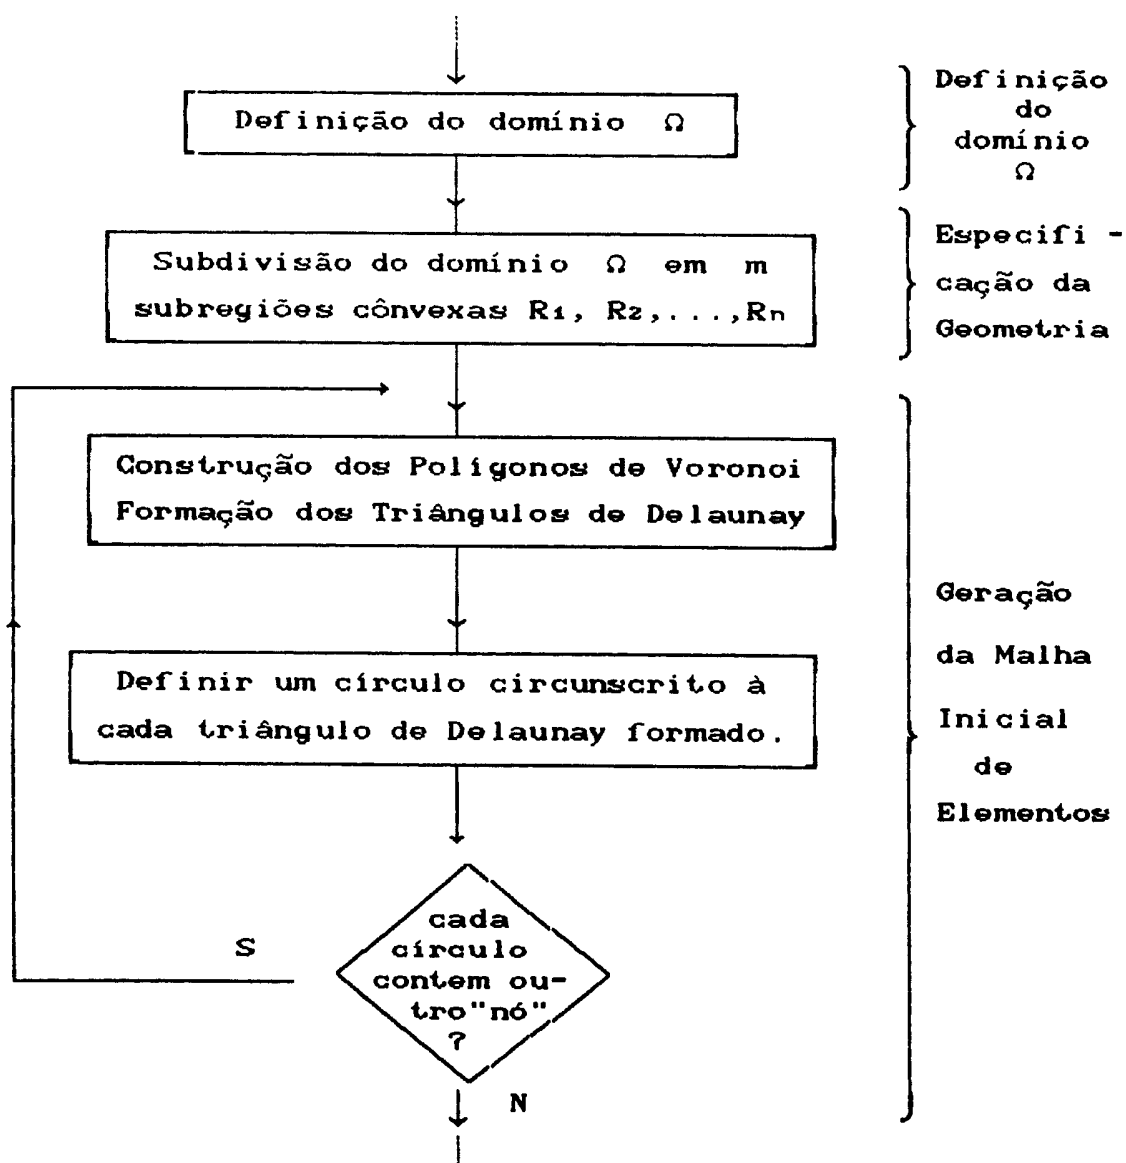 Definição do domínio Ω
Definição
do
domínio
Ω
Subdivisão do domínio Ω em m
subregiões cônvexas R1, R2,...,Rn
Especifi -
cação da
Geometria
Construção dos Polígonos de Voronoi
Formação dos Triângulos de Delaunay
Definir um círculo circunscrito à
cada triângulo de Delaunay formado.
Geração
da Malha
Inicial
de
Elementos
cada
círculo
contem ou-
tro"nó"
?
S
N